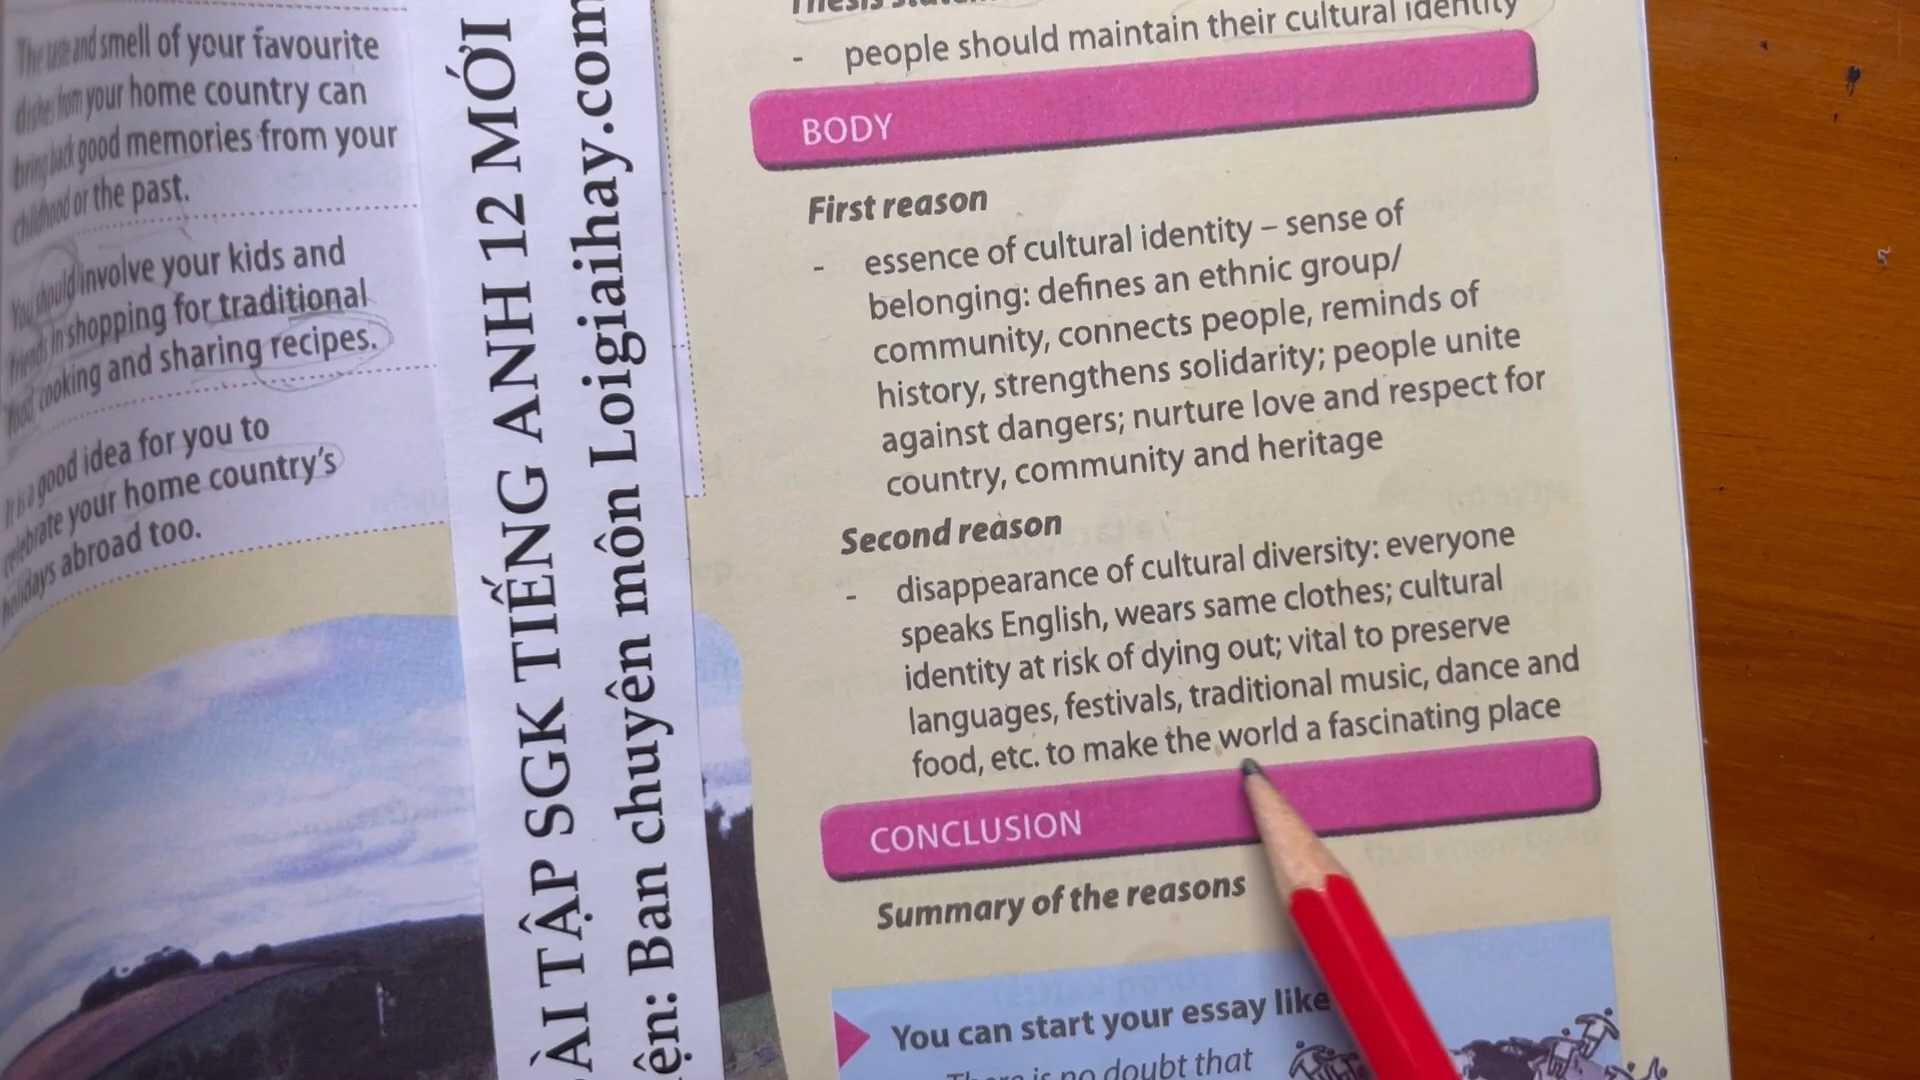 The taste and smell of your favourite
dishes from your home country can
bring back good memories from your
childhood or the past.
You should involve your kids and
friends in shopping for traditional
food, cooking and sharing recipes.
It is a good idea for you to
celebrate your home country's
holidays abroad too.
ÀI TẬP SGK TIẾNG ANH 12 MỚI
ện: Ban chuyên môn Loigiaihay.com
Thesis
- people should maintain their cultural identity
BODY
First reason
- essence of cultural identity – sense of
belonging: defines an ethnic group/
community, connects people, reminds of
history, strengthens solidarity; people unite
against dangers; nurture love and respect for
country, community and heritage
Second reason
- disappearance of cultural diversity: everyone
speaks English, wears same clothes; cultural
identity at risk of dying out; vital to preserve
languages, festivals, traditional music, dance and
food, etc. to make the world a fascinating place
CONCLUSION
Summary of the reasons
You can start your essay like
There is no doubt that